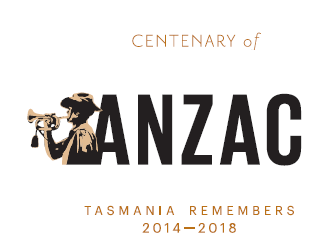 CENTENARY of
ANZAC
TASMANIA REMEMBERS
2014—2018